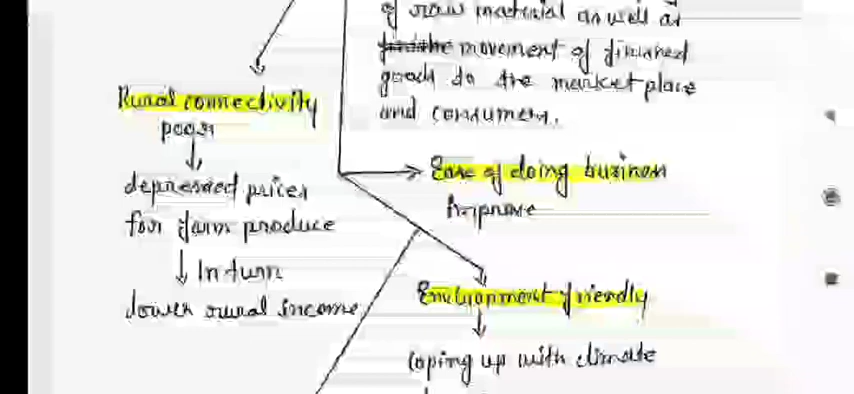 of raw material as well as
movement of finished
goods to the market place
and consumers.
Rural connectivity
poor
depressed prices
for farm produce
In turn
lower rural income
Ease of doing business
improve
Environment friendly
Coping up with climate